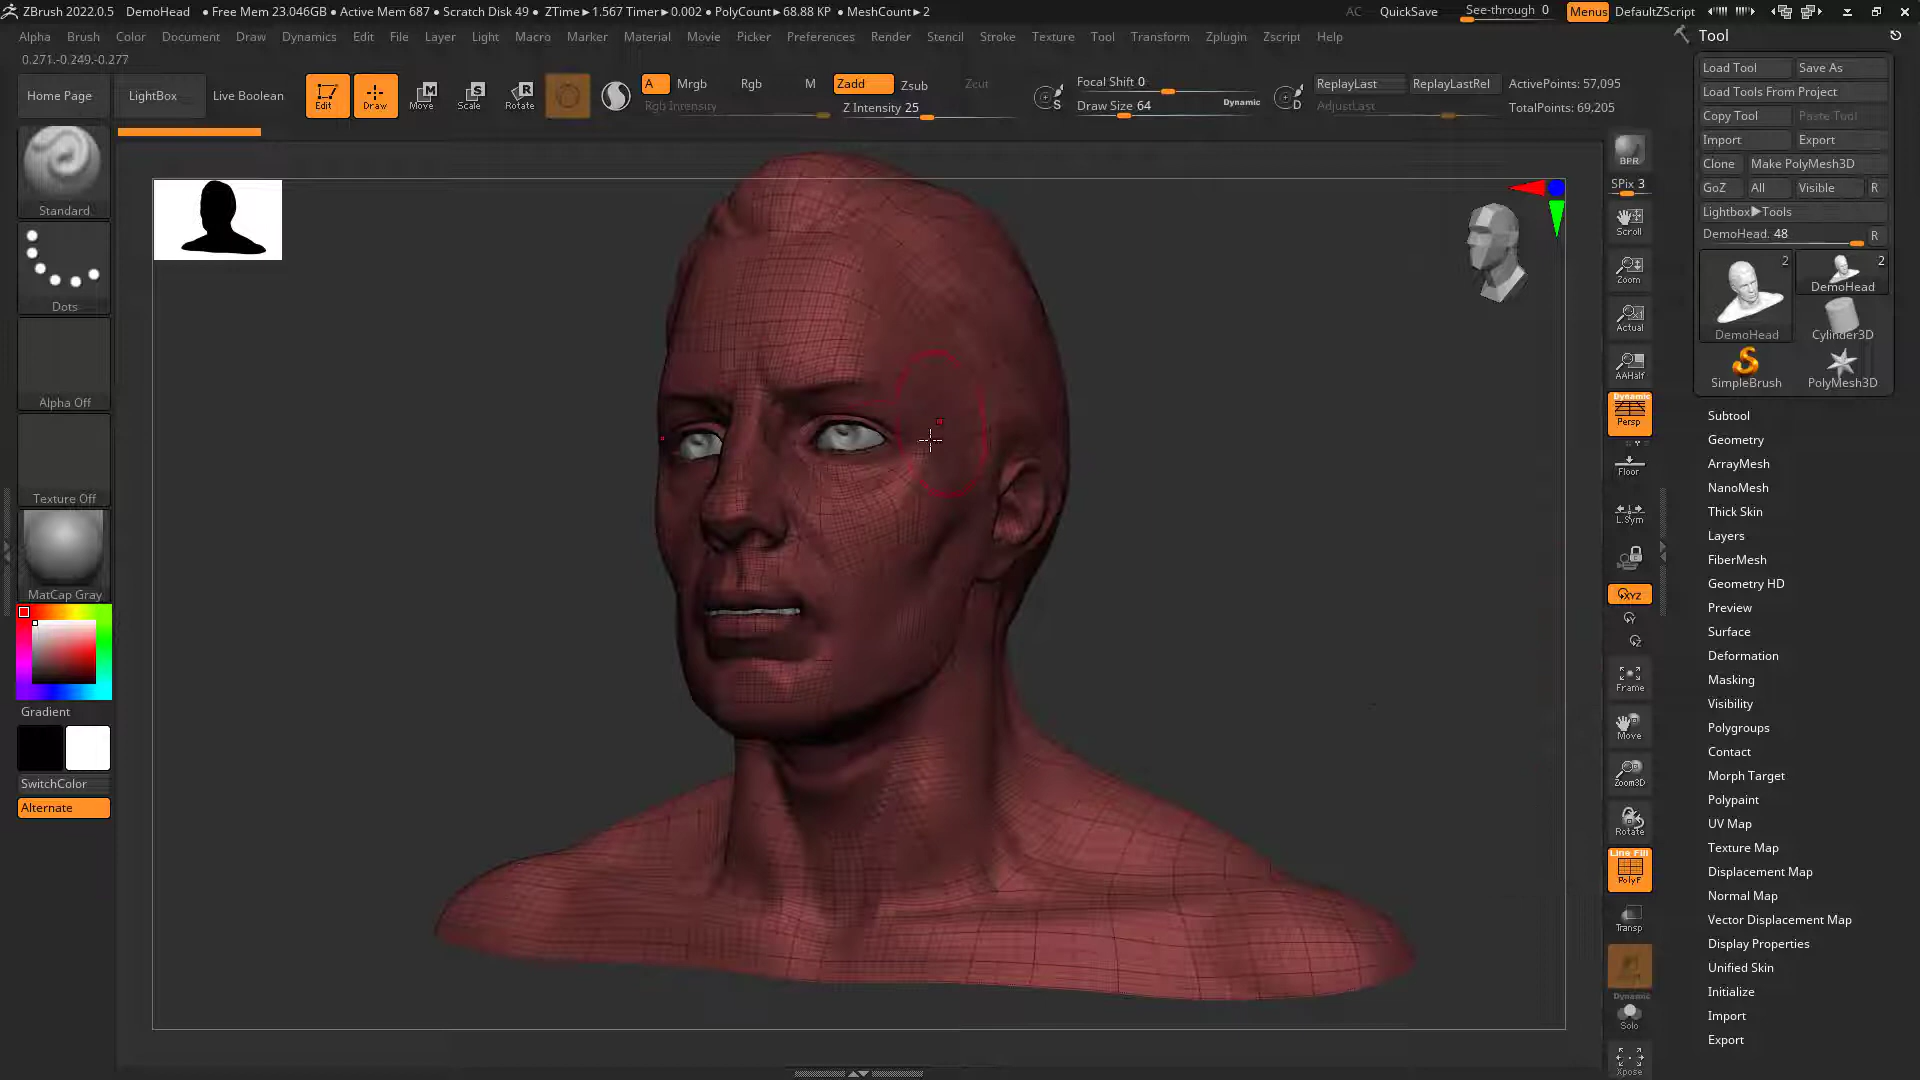 ZBrush 2022.0.5 DemoHead • Free Mem 23.046GB • Active Mem 687 • Scratch Disk 49 • ZTime▸1.567 Timer▸0.002 • PolyCount▸68.88 KP • MeshCount▸2 AC QuickSave See-through 0 Menus DefaultZScript
Alpha Brush Color Document Draw Dynamics Edit File Layer Light Macro Marker Material Movie Picker Preferences Render Stencil Stroke Texture Tool Transform Zplugin Zscript Help
Tool
0.271,-0.249,-0.277
Home Page LightBox Live Boolean Edit Draw Move Scale Rotate
M S R
A Mrgb Rgb M Zadd Zsub Zcut
Rgb Intensity Z Intensity 25
Focal Shift 0
Draw Size 64 Dynamic
S D
ReplayLast ReplayLastRel ActivePoints: 57,095
AdjustLast TotalPoints: 69,205
Load Tool Save As
Load Tools From Project
Copy Tool Paste Tool
Import Export
Clone Make PolyMesh3D
GoZ All Visible R
Lightbox▸Tools
DemoHead. 48 R
2 2
DemoHead
DemoHead Cylinder3D
SimpleBrush PolyMesh3D
Subtool
Geometry
ArrayMesh
NanoMesh
Thick Skin
Layers
FiberMesh
Geometry HD
Preview
Surface
Deformation
Masking
Visibility
Polygroups
Contact
Morph Target
Polypaint
UV Map
Texture Map
Displacement Map
Normal Map
Vector Displacement Map
Display Properties
Unified Skin
Initialize
Import
Export
Standard
Dots
Alpha Off
Texture Off
MatCap Gray
Gradient
SwitchColor
Alternate
BPR
SPix 3
Scroll
Zoom
Actual
AAHalf
Dynamic
Persp
Floor
L.Sym
XYZ
Y
Z
Frame
Move
Zoom3D
Rotate
Line Fill
PolyF
Transp
Dynamic
Solo
Xpose